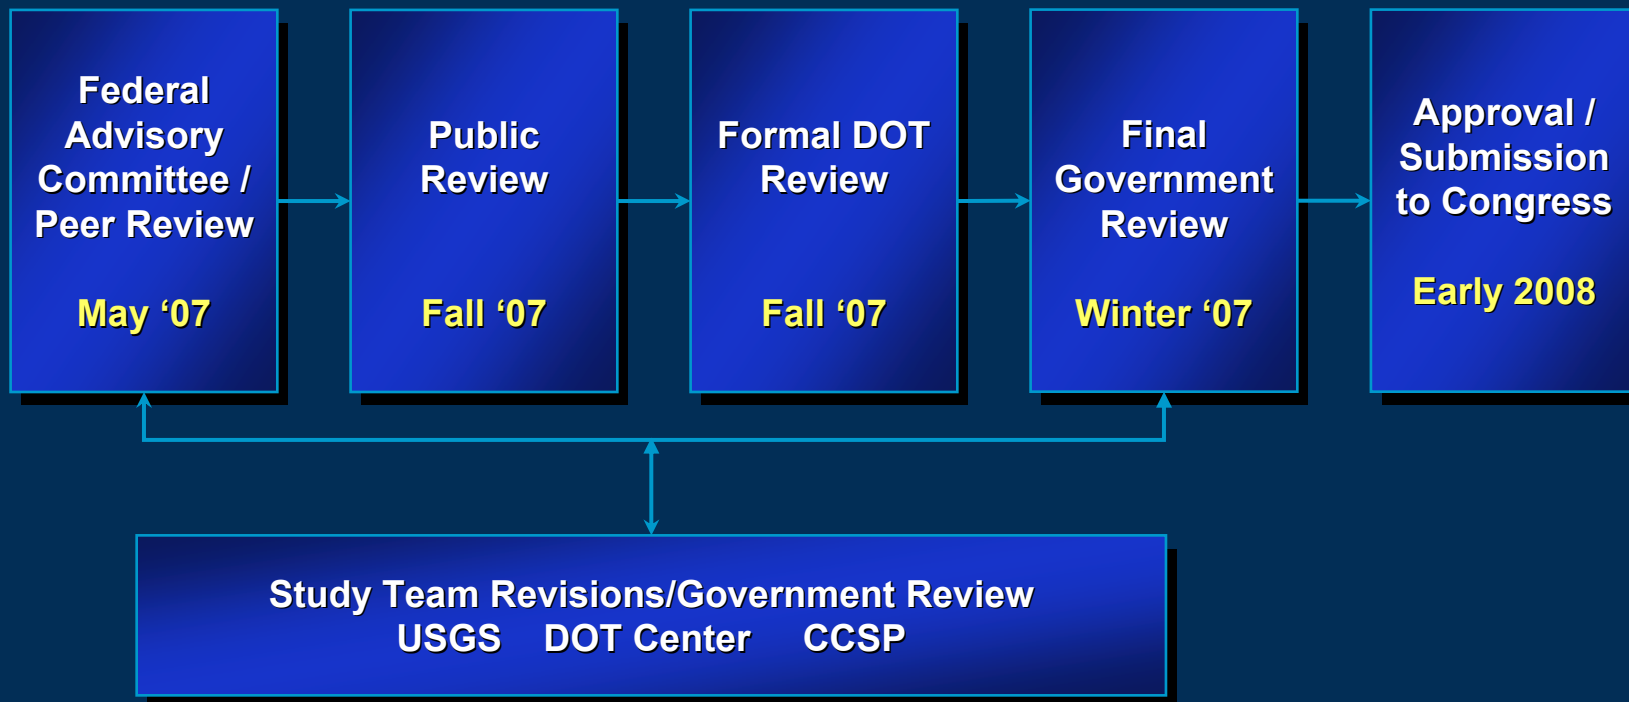 Federal
Advisory
Committee /
Peer Review
May ‘07
Public
Review
Fall ‘07
Formal DOT
Review
Fall ‘07
Final
Government
Review
Winter ‘07
Approval /
Submission
to Congress
Early 2008
Study Team Revisions/Government Review
USGS DOT Center CCSP